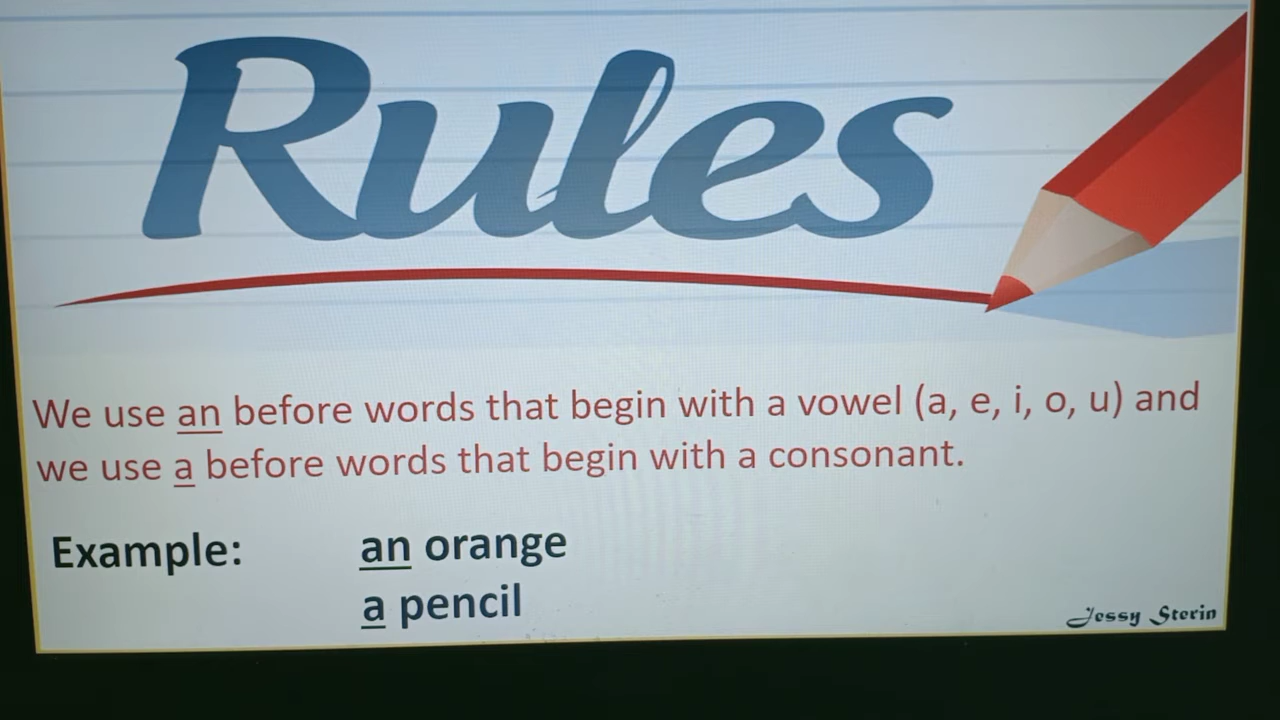 Rules
We use an before words that begin with a vowel (a, e, i, o, u) and
we use a before words that begin with a consonant.
Example: an orange
a pencil
Jessy Sterin